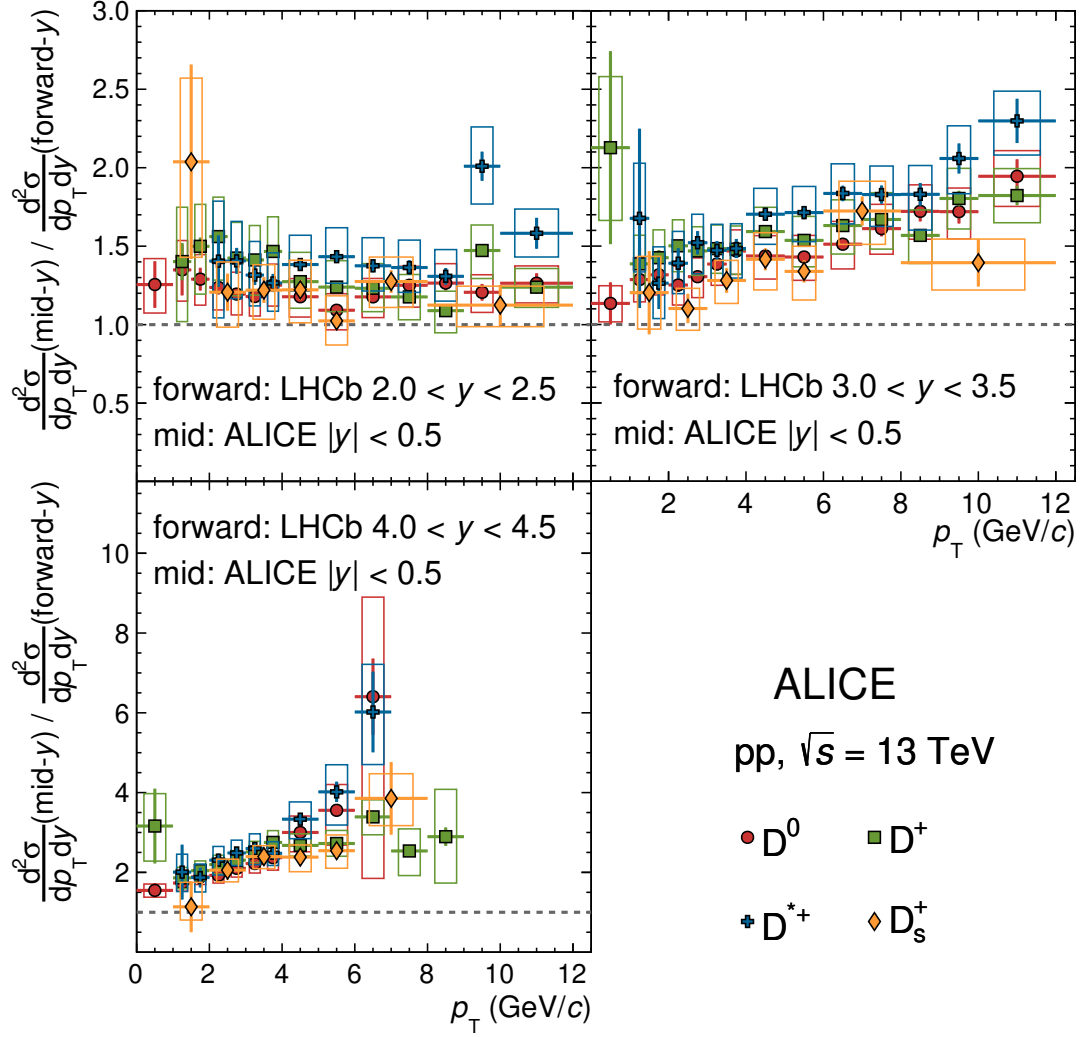 d²σ/dp_T dy (mid-y) / d²σ/dp_T dy (forward-y)
3.0
2.5
2.0
1.5
1.0
0.5
forward: LHCb 2.0 < y < 2.5
mid: ALICE |y| < 0.5
forward: LHCb 3.0 < y < 3.5
mid: ALICE |y| < 0.5
2 4 6 8 10 12
p_T (GeV/c)
d²σ/dp_T dy (mid-y) / d²σ/dp_T dy (forward-y)
10
8
6
4
2
forward: LHCb 4.0 < y < 4.5
mid: ALICE |y| < 0.5
0 2 4 6 8 10 12
p_T (GeV/c)
ALICE
pp, √s = 13 TeV
D⁰ D⁺
D*⁺ D_s⁺